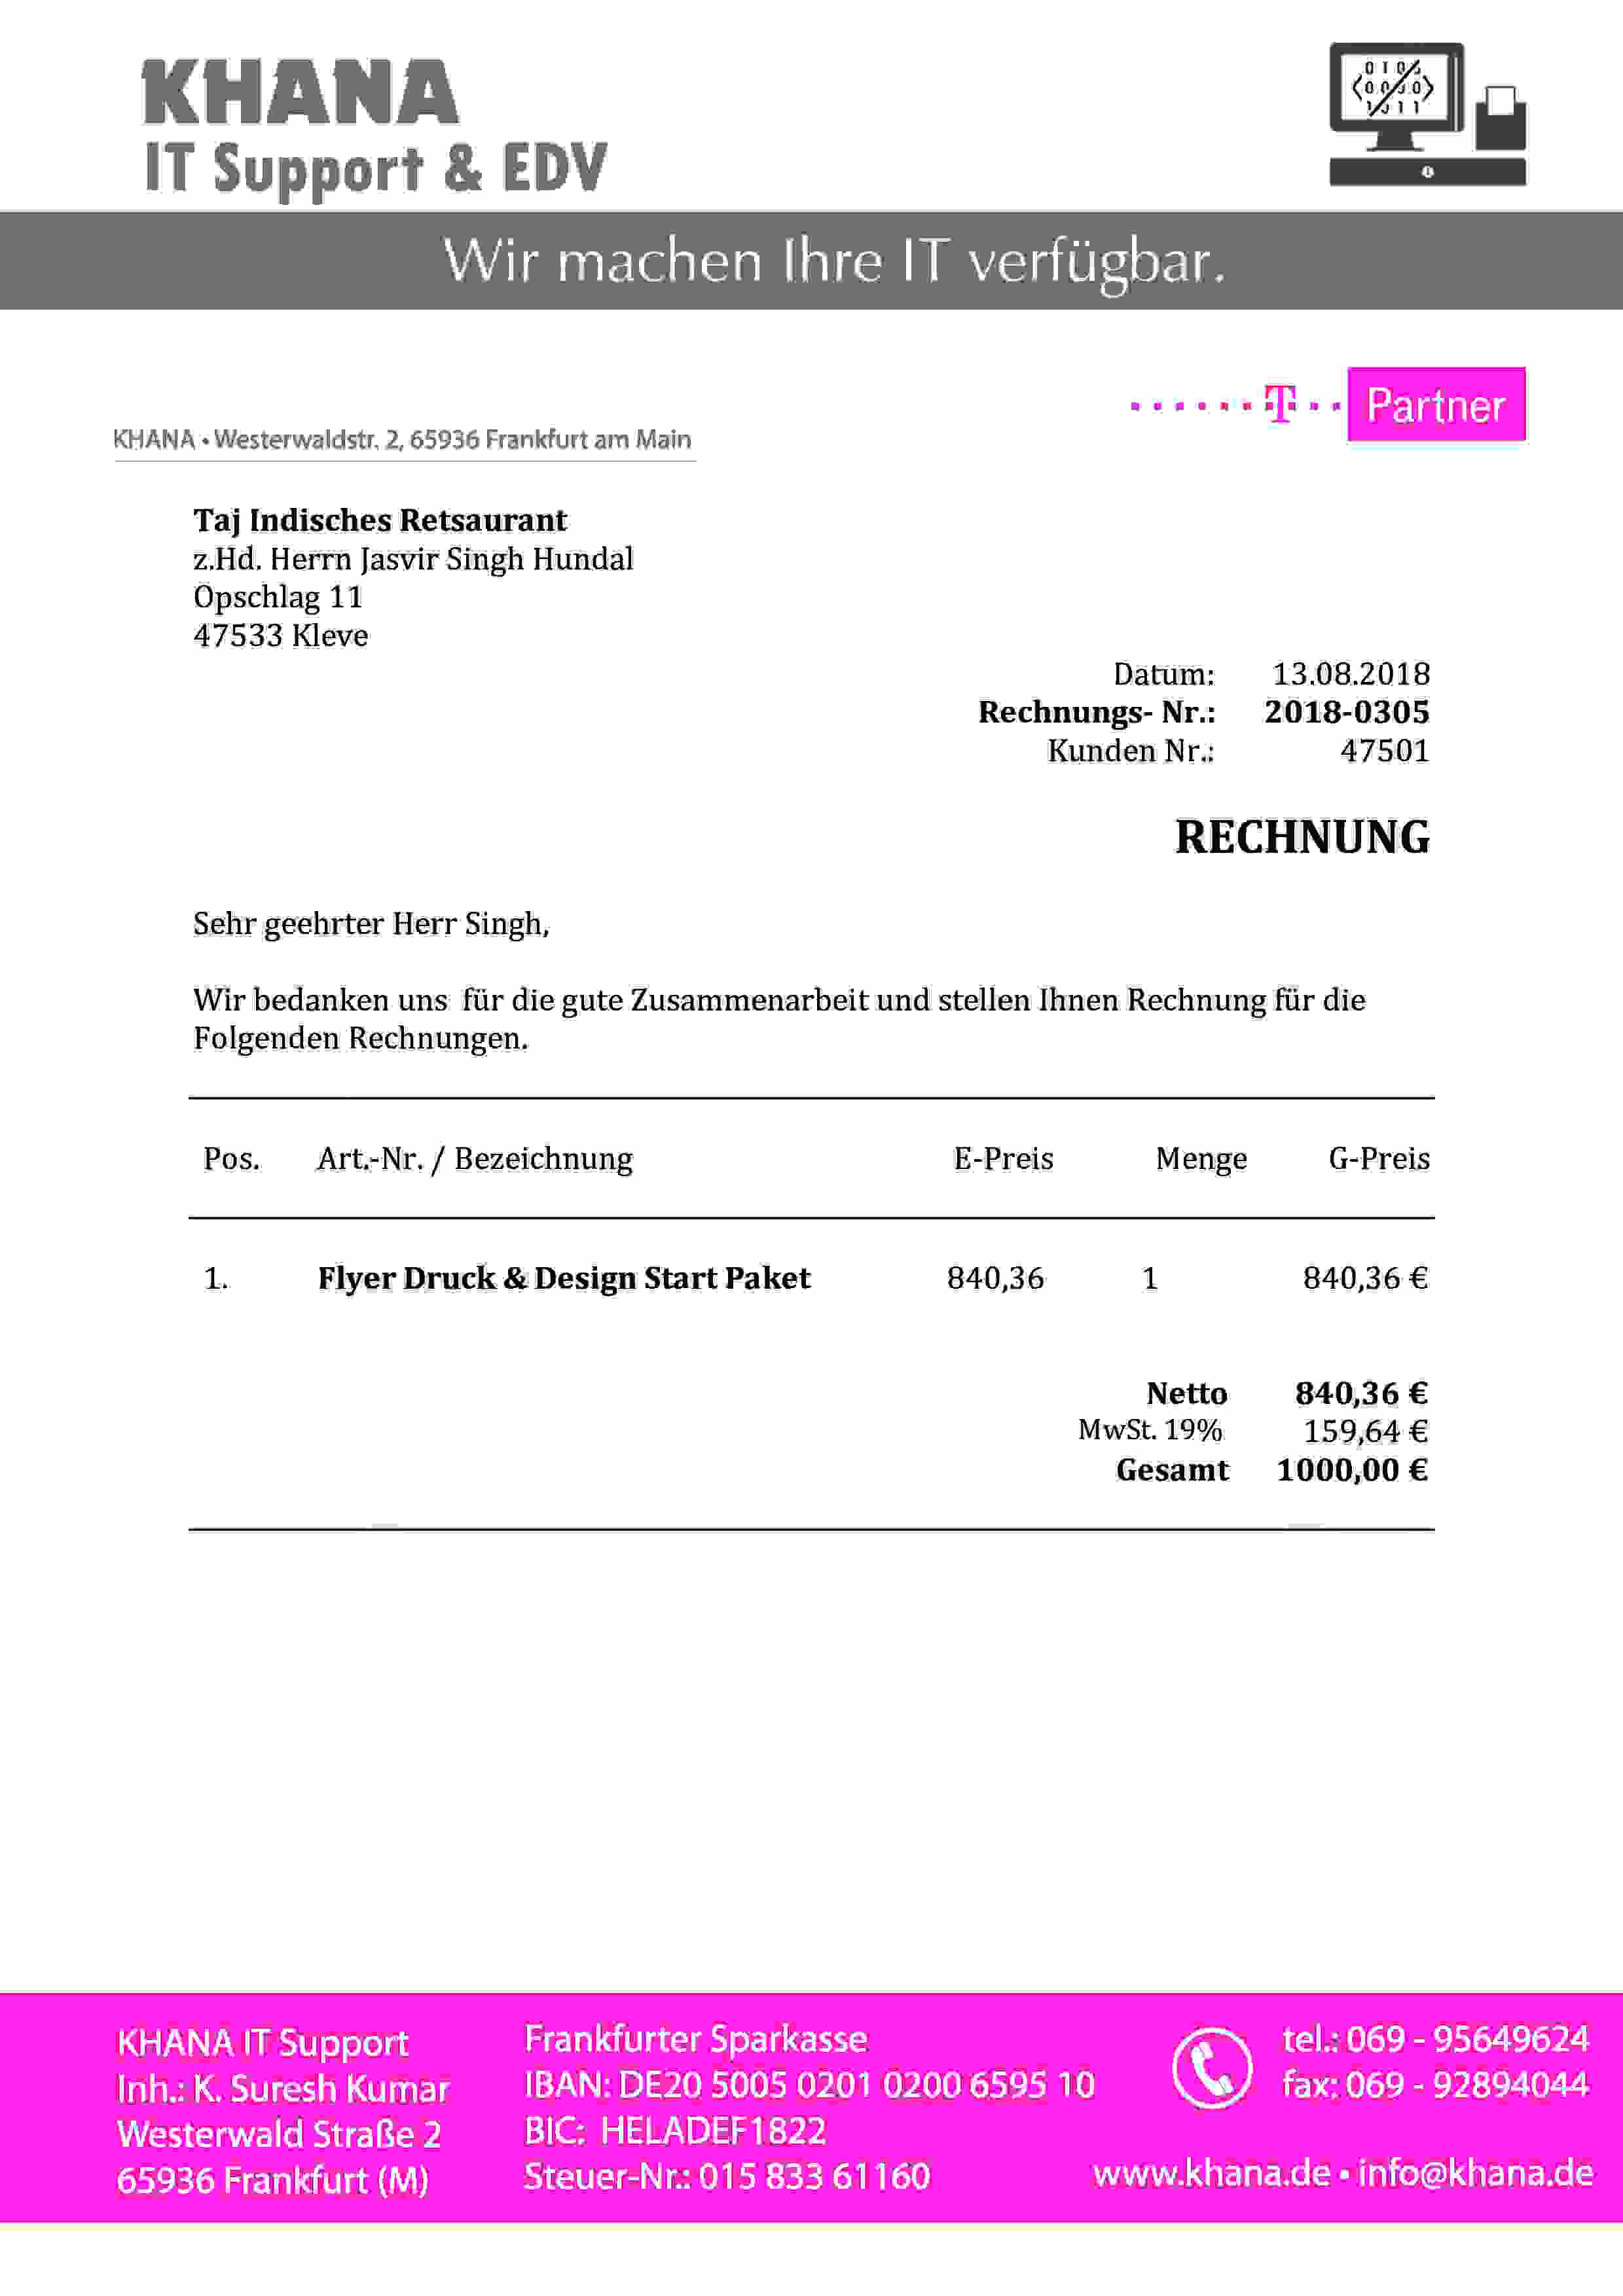 KHANA
IT Support & EDV
Wir machen Ihre IT verfügbar.
T Partner
KHANA • Westerwaldstr. 2, 65936 Frankfurt am Main
Taj Indisches Retsaurant
z.Hd. Herrn Jasvir Singh Hundal
Opschlag 11
47533 Kleve
Datum: 13.08.2018
Rechnungs- Nr.: 2018-0305
Kunden Nr.: 47501
RECHNUNG
Sehr geehrter Herr Singh,
Wir bedanken uns für die gute Zusammenarbeit und stellen Ihnen Rechnung für die
Folgenden Rechnungen.
Pos. Art.-Nr. / Bezeichnung E-Preis Menge G-Preis
1. Flyer Druck & Design Start Paket 840,36 1 840,36 €
Netto 840,36 €
MwSt. 19% 159,64 €
Gesamt 1000,00 €
KHANA IT Support
Inh.: K. Suresh Kumar
Westerwald Straße 2
65936 Frankfurt (M)
Frankfurter Sparkasse
IBAN: DE20 5005 0201 0200 6595 10
BIC: HELADEF1822
Steuer-Nr.: 015 833 61160
tel.: 069 - 95649624
fax: 069 - 92894044
www.khana.de • info@khana.de